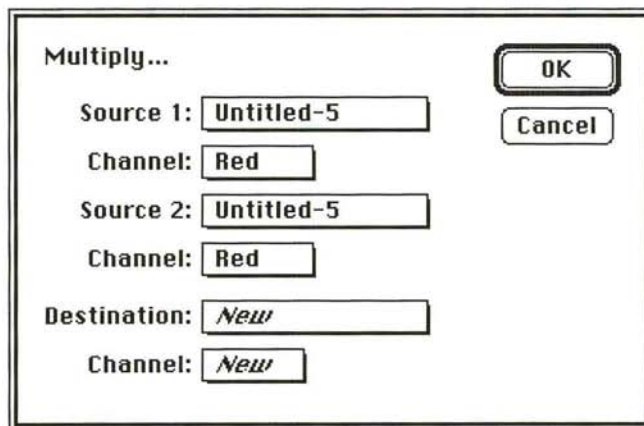 Multiply...
OK
Source 1: Untitled-5
Cancel
Channel: Red
Source 2: Untitled-5
Channel: Red
Destination: New
Channel: New